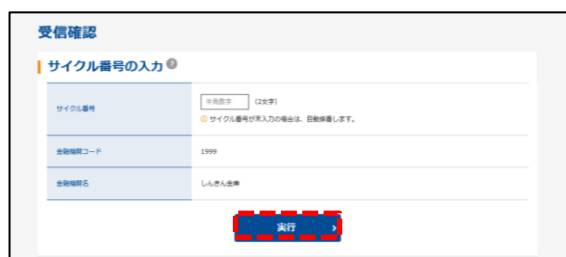 受信確認
サイクル番号の入力 ?
サイクル番号
半角数字 (2文字)
サイクル番号が未入力の場合は、自動採番します。
金融機関コード 1999
金融機関名 しんきん金庫
実行